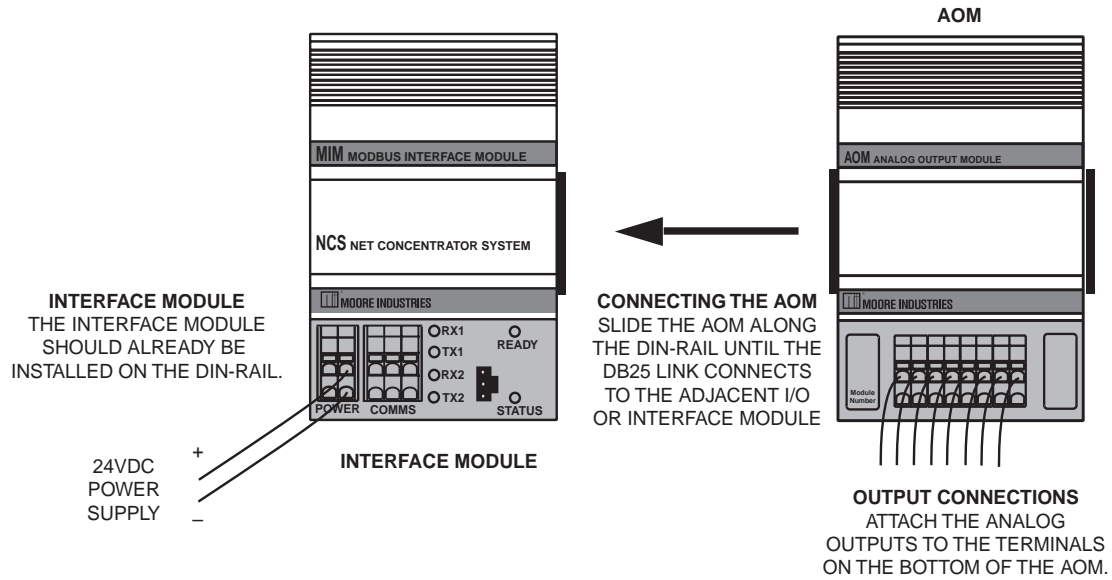 AOM
MIM MODBUS INTERFACE MODULE
NCS NET CONCENTRATOR SYSTEM
MOORE INDUSTRIES
RX1
TX1
RX2
TX2
READY
STATUS
POWER
COMMS
INTERFACE MODULE
THE INTERFACE MODULE
SHOULD ALREADY BE
INSTALLED ON THE DIN-RAIL.
+
24VDC
POWER
SUPPLY
–
INTERFACE MODULE
CONNECTING THE AOM
SLIDE THE AOM ALONG
THE DIN-RAIL UNTIL THE
DB25 LINK CONNECTS
TO THE ADJACENT I/O
OR INTERFACE MODULE
AOM ANALOG OUTPUT MODULE
MOORE INDUSTRIES
Module
Number
OUTPUT CONNECTIONS
ATTACH THE ANALOG
OUTPUTS TO THE TERMINALS
ON THE BOTTOM OF THE AOM.